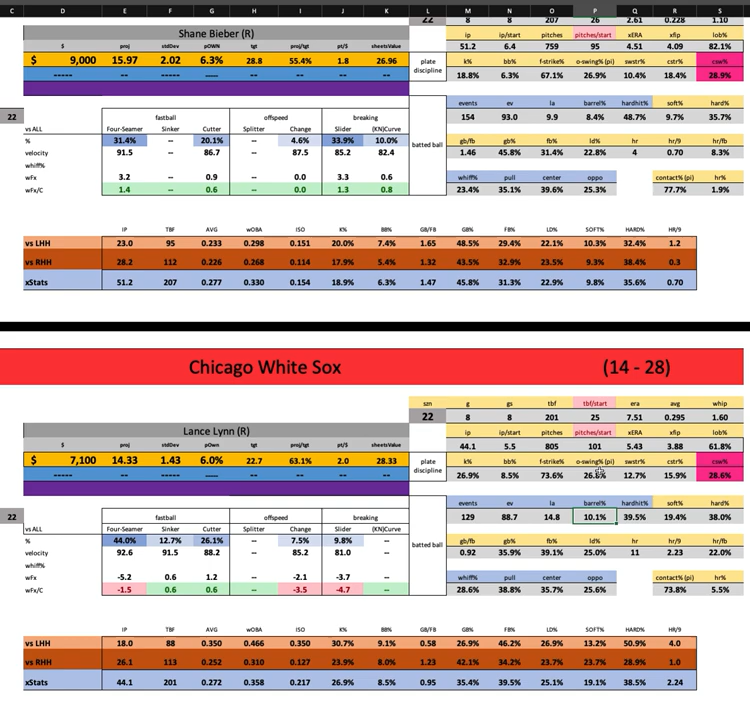 C D E F G H I J K L M N O P Q R S
22 8 8 207 26 2.61 0.228 1.10
Shane Bieber (R) ip ip/start pitches pitches/start xERA xfip lob%
51.2 6.4 759 95 4.51 4.09 82.1%
$ proj stdDev pOWN tgt proj/tgt pt/$ sheetsValue
plate discipline k% bb% f-strike% o-swing% (pi) swstr% cstr% csw%
$ 9,000 15.97 2.02 6.3% 28.8 55.4% 1.8 26.96
18.8% 6.3% 67.1% 26.9% 10.4% 18.4% 28.9%
----- -- -- ---- -- -- -- --
events ev la barrel% hardhit% soft% hard%
22 fastball offspeed breaking 154 93.0 9.9 8.4% 48.7% 9.7% 35.7%
vs ALL Four-Seamer Sinker Cutter Splitter Change Slider (KN)Curve
% 31.4% -- 20.1% -- 4.6% 33.9% 10.0% batted ball gb/fb gb% fb% ld% hr hr/9 hr/fb
velocity 91.5 -- 86.7 -- 87.5 85.2 82.4 1.46 45.8% 31.4% 22.8% 4 0.70 8.3%
whiff%
wFx 3.2 -- 0.9 -- 0.0 3.3 0.6 whiff% pull center oppo contact% (pi) hr%
wFx/C 1.4 -- 0.6 -- 0.0 1.3 0.8 23.4% 35.1% 39.6% 25.3% 77.7% 1.9%
IP TBF AVG wOBA ISO K% BB% GB/FB GB% FB% LD% SOFT% HARD% HR/9
vs LHH 23.0 95 0.233 0.298 0.151 20.0% 7.4% 1.65 48.5% 29.4% 22.1% 10.3% 32.4% 1.2
vs RHH 28.2 112 0.226 0.268 0.114 17.9% 5.4% 1.32 43.5% 32.9% 23.5% 9.3% 38.4% 0.3
xStats 51.2 207 0.277 0.330 0.154 18.9% 6.3% 1.47 45.8% 31.3% 22.9% 9.8% 35.6% 0.70
Chicago White Sox (14 - 28)
szn g gs tbf tbf/start era avg whip
22 8 8 201 25 7.51 0.295 1.60
Lance Lynn (R) ip ip/start pitches pitches/start xERA xfip lob%
$ proj stdDev pOwn tgt proj/tgt pt/$ sheetsValue
44.1 5.5 805 101 5.43 3.88 61.8%
$ 7,100 14.33 1.43 6.0% 22.7 63.1% 2.0 28.33
plate discipline k% bb% f-strike% o-swing% (pi) swstr% cstr% csw%
----- -- -- ---- -- -- -- -- 26.9% 8.5% 73.6% 26.6% 12.7% 15.9% 28.6%
events ev la barrel% hardhit% soft% hard%
22 fastball offspeed breaking 129 88.7 14.8 10.1% 39.5% 19.4% 38.0%
vs ALL Four-Seamer Sinker Cutter Splitter Change Slider (KN)Curve
% 44.0% 12.7% 26.1% -- 7.5% 9.8% -- batted ball gb/fb gb% fb% ld% hr hr/9 hr/fb
velocity 92.6 91.5 88.2 -- 85.2 81.0 -- 0.92 35.9% 39.1% 25.0% 11 2.23 22.0%
whiff%
wFx -5.2 0.6 1.2 -- -2.1 -3.7 -- whiff% pull center oppo contact% (pi) hr%
wFx/C -1.5 0.6 0.6 -- -3.5 -4.7 -- 28.6% 38.8% 35.7% 25.6% 73.8% 5.5%
IP TBF AVG wOBA ISO K% BB% GB/FB GB% FB% LD% SOFT% HARD% HR/9
vs LHH 18.0 88 0.350 0.466 0.350 30.7% 9.1% 0.58 26.9% 46.2% 26.9% 13.2% 50.9% 4.0
vs RHH 26.1 113 0.252 0.310 0.127 23.9% 8.0% 1.23 42.1% 34.2% 23.7% 23.7% 28.9% 1.0
xStats 44.1 201 0.272 0.358 0.217 26.9% 8.5% 0.95 35.4% 39.5% 25.1% 19.1% 38.5% 2.24